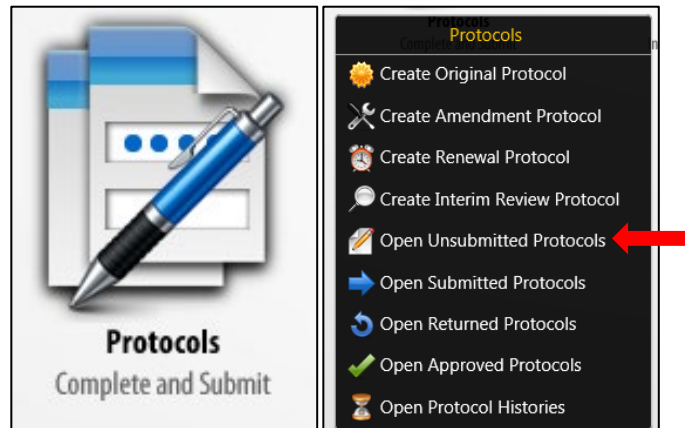 Protocols
Complete and Submit
Protocols
Create Original Protocol
Create Amendment Protocol
Create Renewal Protocol
Create Interim Review Protocol
Open Unsubmitted Protocols
Open Submitted Protocols
Open Returned Protocols
Open Approved Protocols
Open Protocol Histories